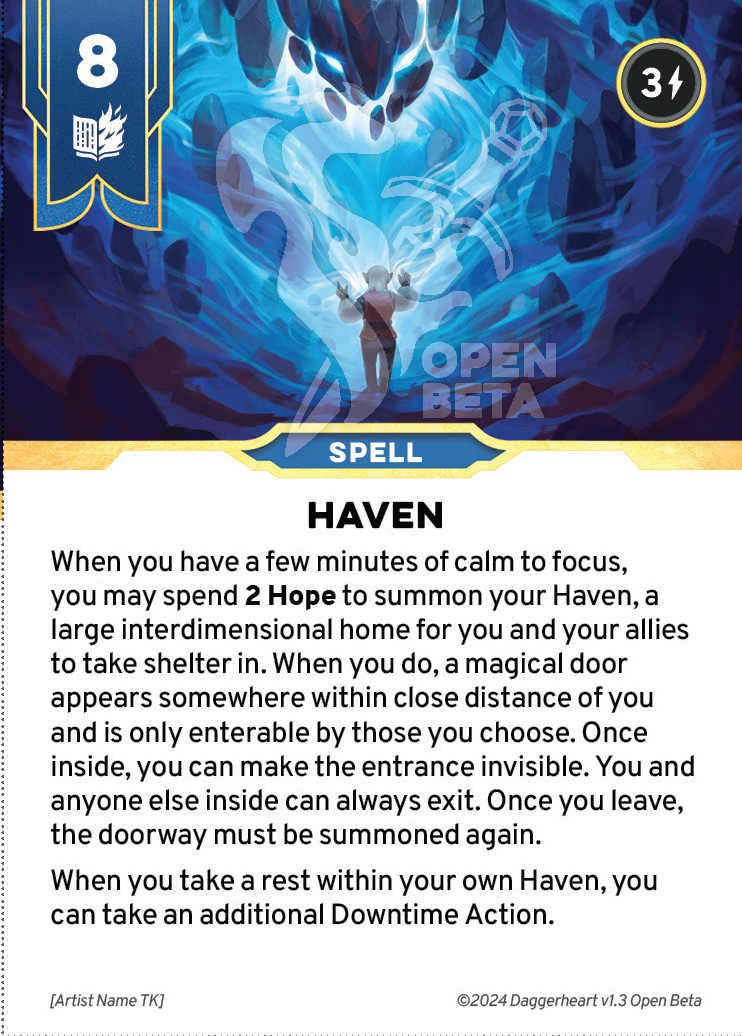 8
3
OPEN
BETA
SPELL
HAVEN
When you have a few minutes of calm to focus,
you may spend 2 Hope to summon your Haven, a
large interdimensional home for you and your allies
to take shelter in. When you do, a magical door
appears somewhere within close distance of you
and is only enterable by those you choose. Once
inside, you can make the entrance invisible. You and
anyone else inside can always exit. Once you leave,
the doorway must be summoned again.
When you take a rest within your own Haven, you
can take an additional Downtime Action.
[Artist Name TK] ©2024 Daggerheart v1.3 Open Beta